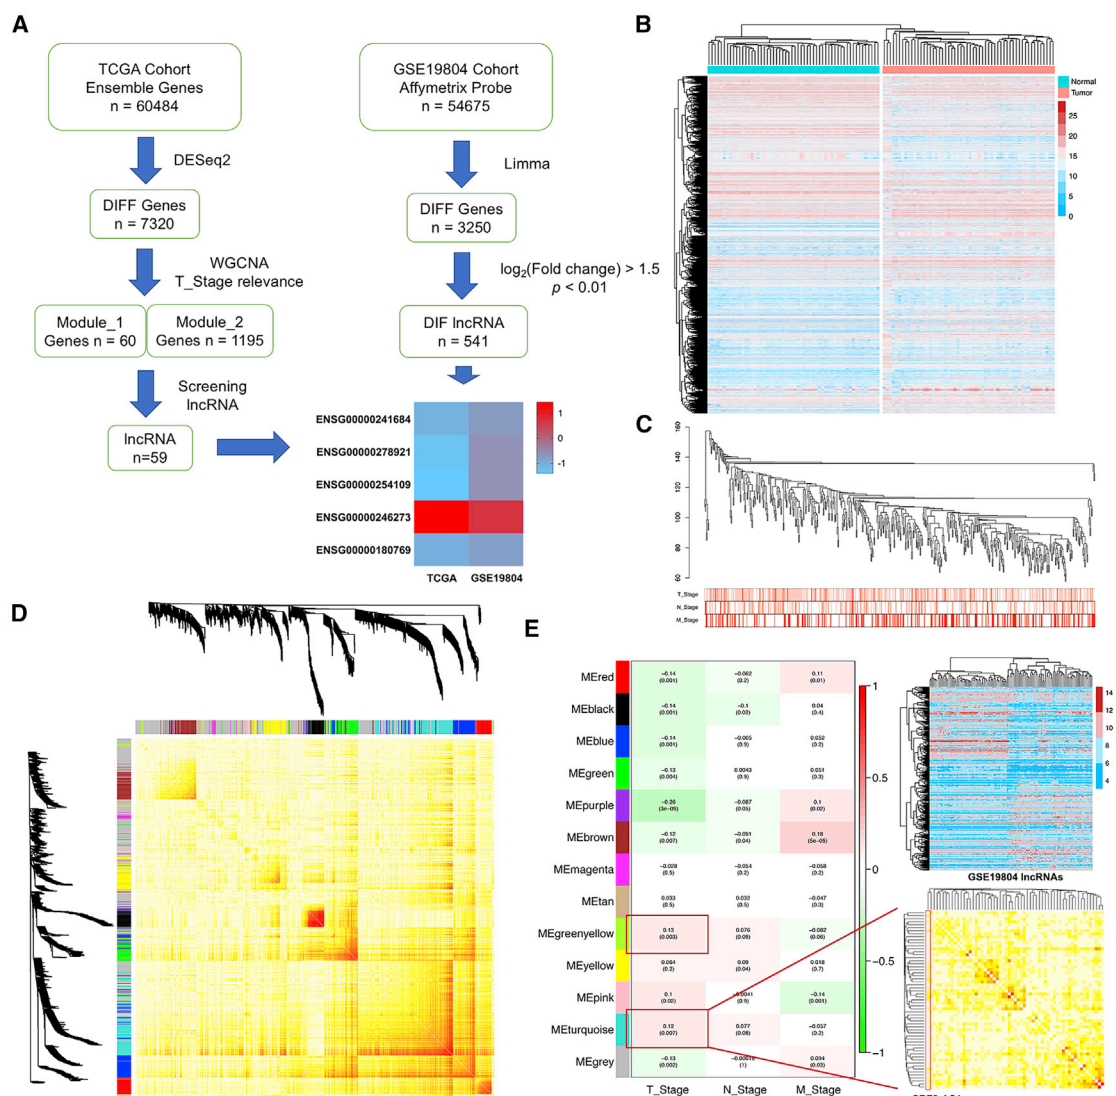 A
TCGA Cohort
Ensemble Genes
n = 60484
GSE19804 Cohort
Affymetrix Probe
n = 54675
DESeq2
Limma
DIFF Genes
n = 7320
DIFF Genes
n = 3250
WGCNA
T_Stage relevance
log2(Fold change) > 1.5
p < 0.01
Module_1
Genes n = 60
Module_2
Genes n = 1195
DIF lncRNA
n = 541
Screening
lncRNA
lncRNA
n=59
ENSG00000241684
ENSG00000278921
ENSG00000254109
ENSG00000246273
ENSG00000180769
1
0
-1
TCGA GSE19804
B
Normal
Tumor
25
20
15
10
5
0
C
160
140
120
100
80
60
T_Stage
N_Stage
M_Stage
D
E
MEred
−0.14 −0.062 0.11
(0.001) (0.2) (0.01)
MEblack
−0.14 −0.1 0.04
(0.001) (0.02) (0.4)
MEblue
−0.14 −0.005 0.052
(0.001) (0.9) (0.2)
MEgreen
−0.13 0.0043 0.051
(0.004) (0.9) (0.3)
MEpurple
−0.26 −0.087 0.1
(3e−09) (0.05) (0.02)
MEbrown
−0.12 −0.091 0.18
(0.007) (0.04) (5e−05)
MEmagenta
−0.028 −0.054 −0.058
(0.5) (0.2) (0.2)
MEtan
0.033 0.032 −0.047
(0.5) (0.5) (0.3)
MEgreenyellow
0.13 0.076 −0.082
(0.003) (0.09) (0.06)
MEyellow
0.064 0.09 0.018
(0.2) (0.04) (0.7)
MEpink
0.1 −0.0041 −0.14
(0.02) (0.9) (0.001)
MEturquoise
0.12 0.077 −0.057
(0.007) (0.08) (0.2)
MEgrey
−0.13 0.094
(0.002) (1) (0.03)
T_Stage N_Stage M_Stage
1
0.5
0
−0.5
−1
14
12
10
8
6
4
GSE19804 lncRNAs